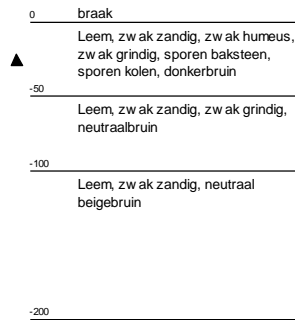 0 braak
Leem, zwak zandig, zwak humeus,
zwak grindig, sporen baksteen,
sporen kolen, donkerbruin
-50
Leem, zwak zandig, zwak grindig,
neutraalbruin
-100
Leem, zwak zandig, neutraal
beigebruin
-200